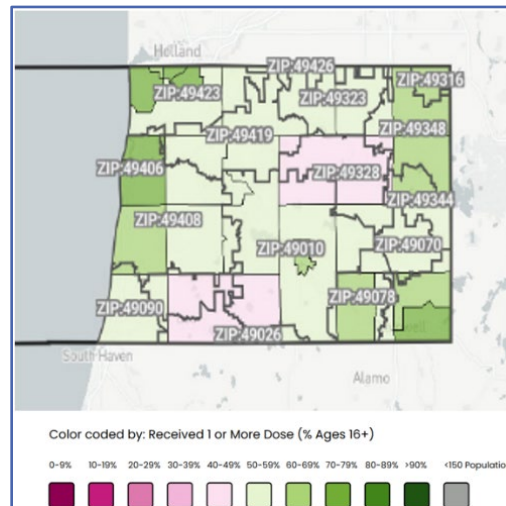 Holland
ZIP:49426
ZIP:49316
ZIP:49423
ZIP:49323
ZIP:49348
ZIP:49419
ZIP:49406
ZIP:49328
ZIP:49344
ZIP:49408
ZIP:49010
ZIP:49070
ZIP:49078
ZIP:49090
ZIP:49026
South Haven
Alamo
Color coded by: Received 1 or More Dose (% Ages 16+)
0-9% 10-19% 20-29% 30-39% 40-49% 50-59% 60-69% 70-79% 80-89% >90% <150 Populatio